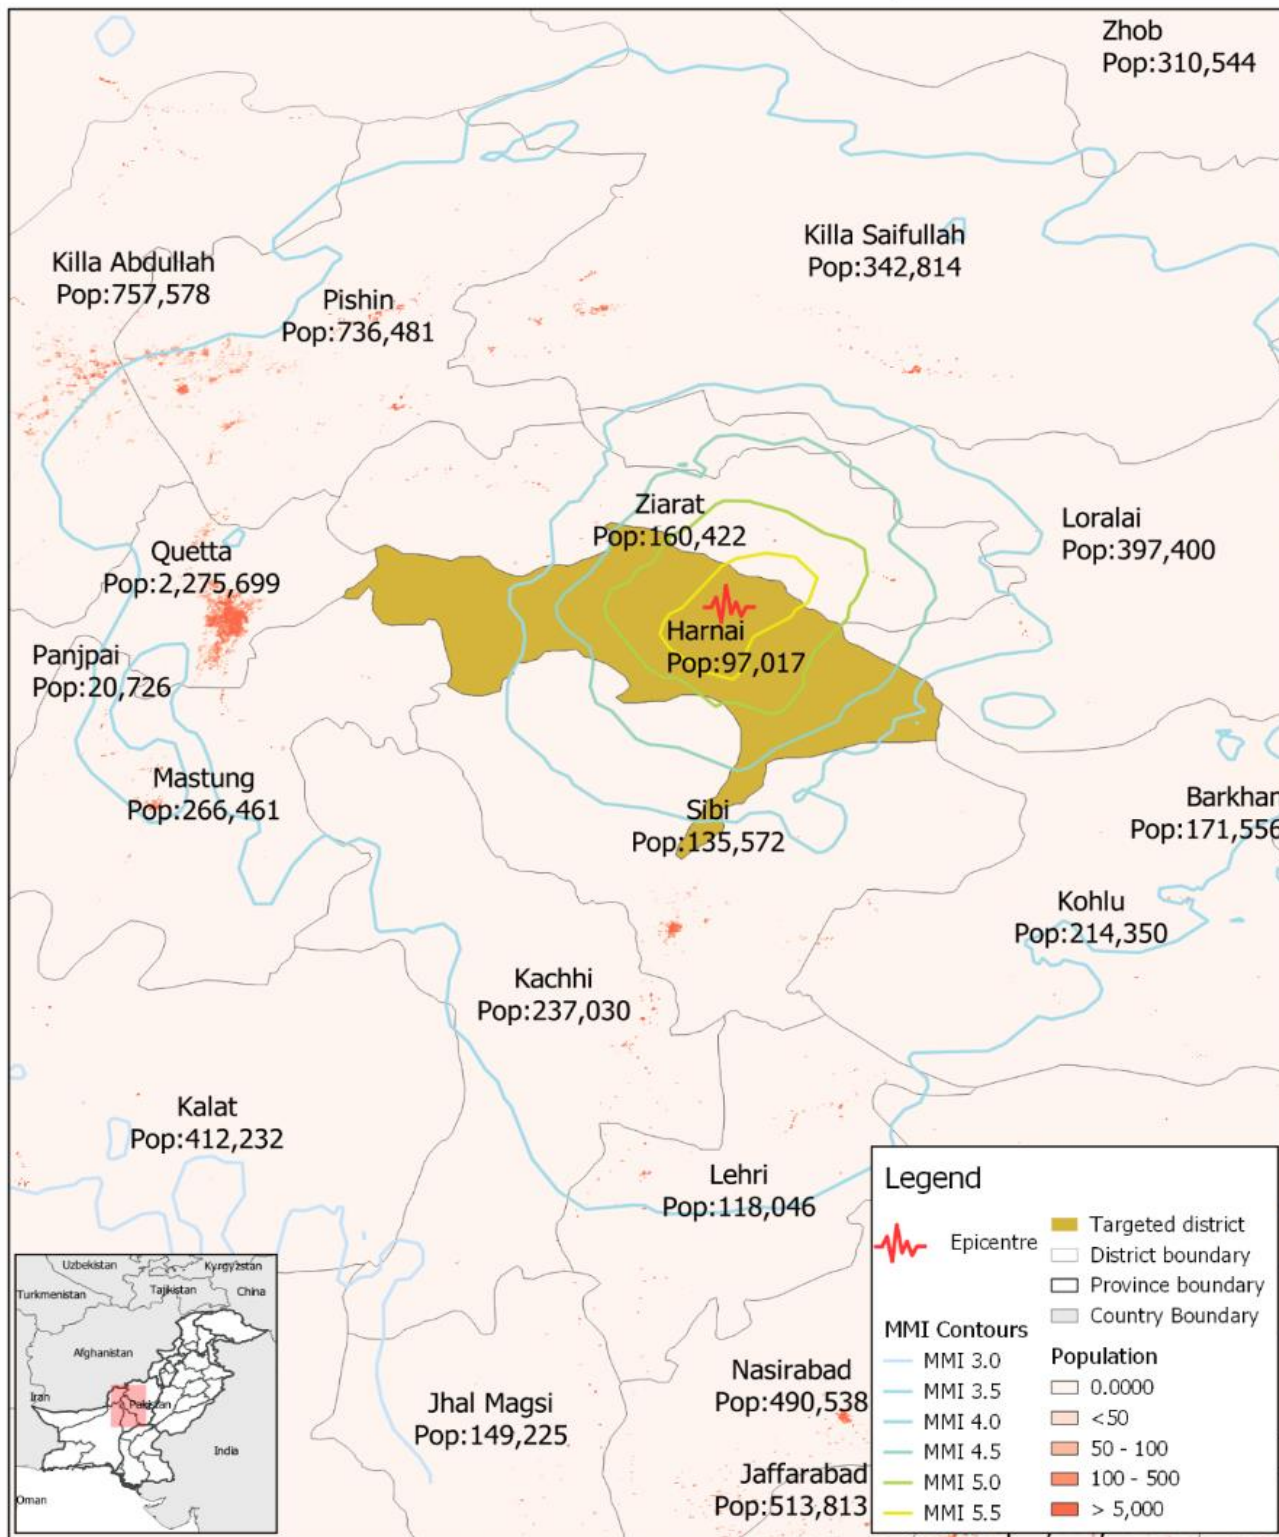 Zhob
Pop:310,544
Killa Saifullah
Pop:342,814
Killa Abdullah
Pop:757,578
Pishin
Pop:736,481
Ziarat
Pop:160,422
Loralai
Pop:397,400
Quetta
Pop:2,275,699
Harnai
Pop:97,017
Panjpai
Pop:20,726
Mastung
Pop:266,461
Sibi
Pop:135,572
Barkhan
Pop:171,556
Kohlu
Pop:214,350
Kachhi
Pop:237,030
Kalat
Pop:412,232
Lehri
Pop:118,046
Nasirabad
Pop:490,538
Jhal Magsi
Pop:149,225
Jaffarabad
Pop:513,813
Legend
Epicentre
Targeted district
District boundary
Province boundary
Country Boundary
MMI Contours
MMI 3.0
MMI 3.5
MMI 4.0
MMI 4.5
MMI 5.0
MMI 5.5
Population
0.0000
<50
50 - 100
100 - 500
> 5,000
Uzbekistan
Kyrgyzstan
Turkmenistan
Tajikistan
China
Afghanistan
Iran
Pakistan
India
Oman